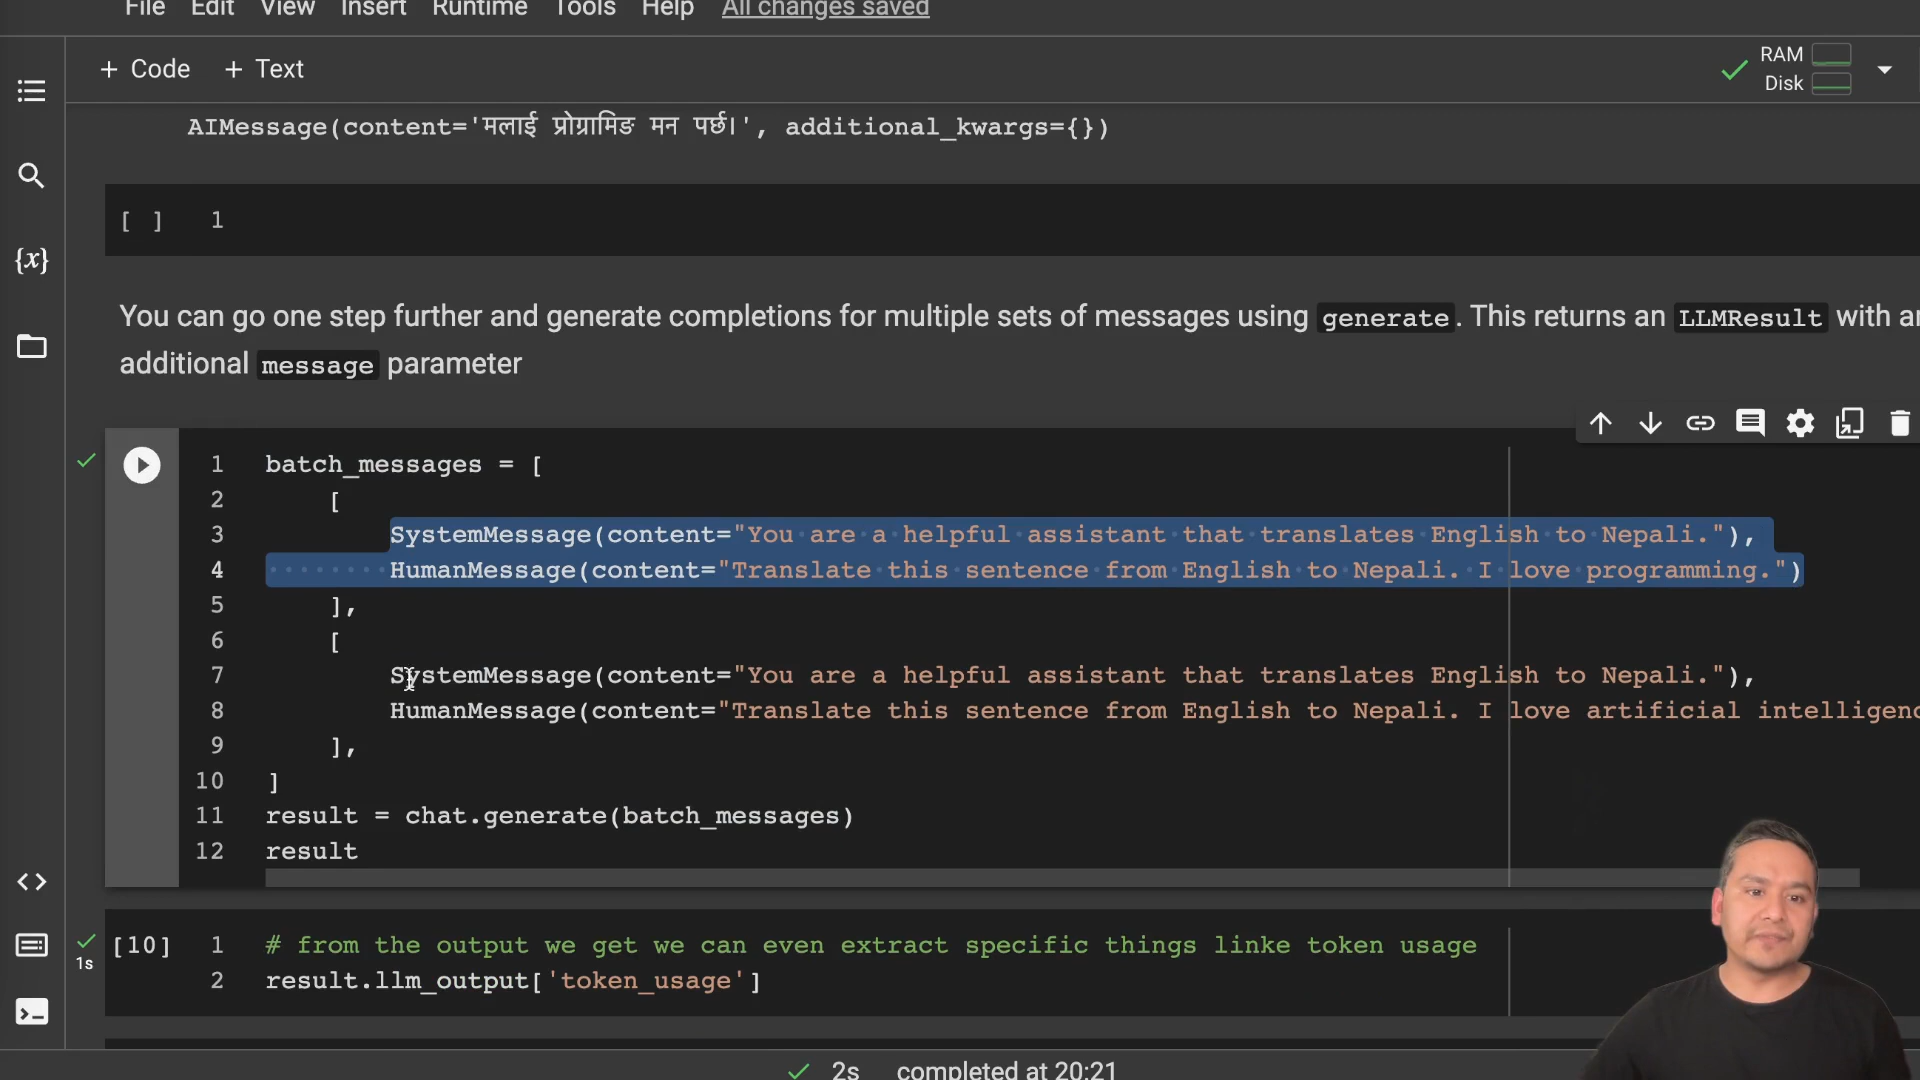 File Edit View Insert Runtime Tools Help All changes saved
+ Code + Text
RAM
Disk
AIMessage(content='मलाई प्रोग्रामिङ मन पर्छ।', additional_kwargs={})
[ ] 1
You can go one step further and generate completions for multiple sets of messages using generate. This returns an LLMResult with an
additional message parameter
1 batch_messages = [
2 [
3 SystemMessage(content="You are a helpful assistant that translates English to Nepali."),
4 HumanMessage(content="Translate this sentence from English to Nepali. I love programming.")
5 ],
6 [
7 SystemMessage(content="You are a helpful assistant that translates English to Nepali."),
8 HumanMessage(content="Translate this sentence from English to Nepali. I love artificial intelligenc
9 ],
10 ]
11 result = chat.generate(batch_messages)
12 result
[10] 1 # from the output we get we can even extract specific things linke token usage
1s 2 result.llm_output['token_usage']
2s completed at 20:21